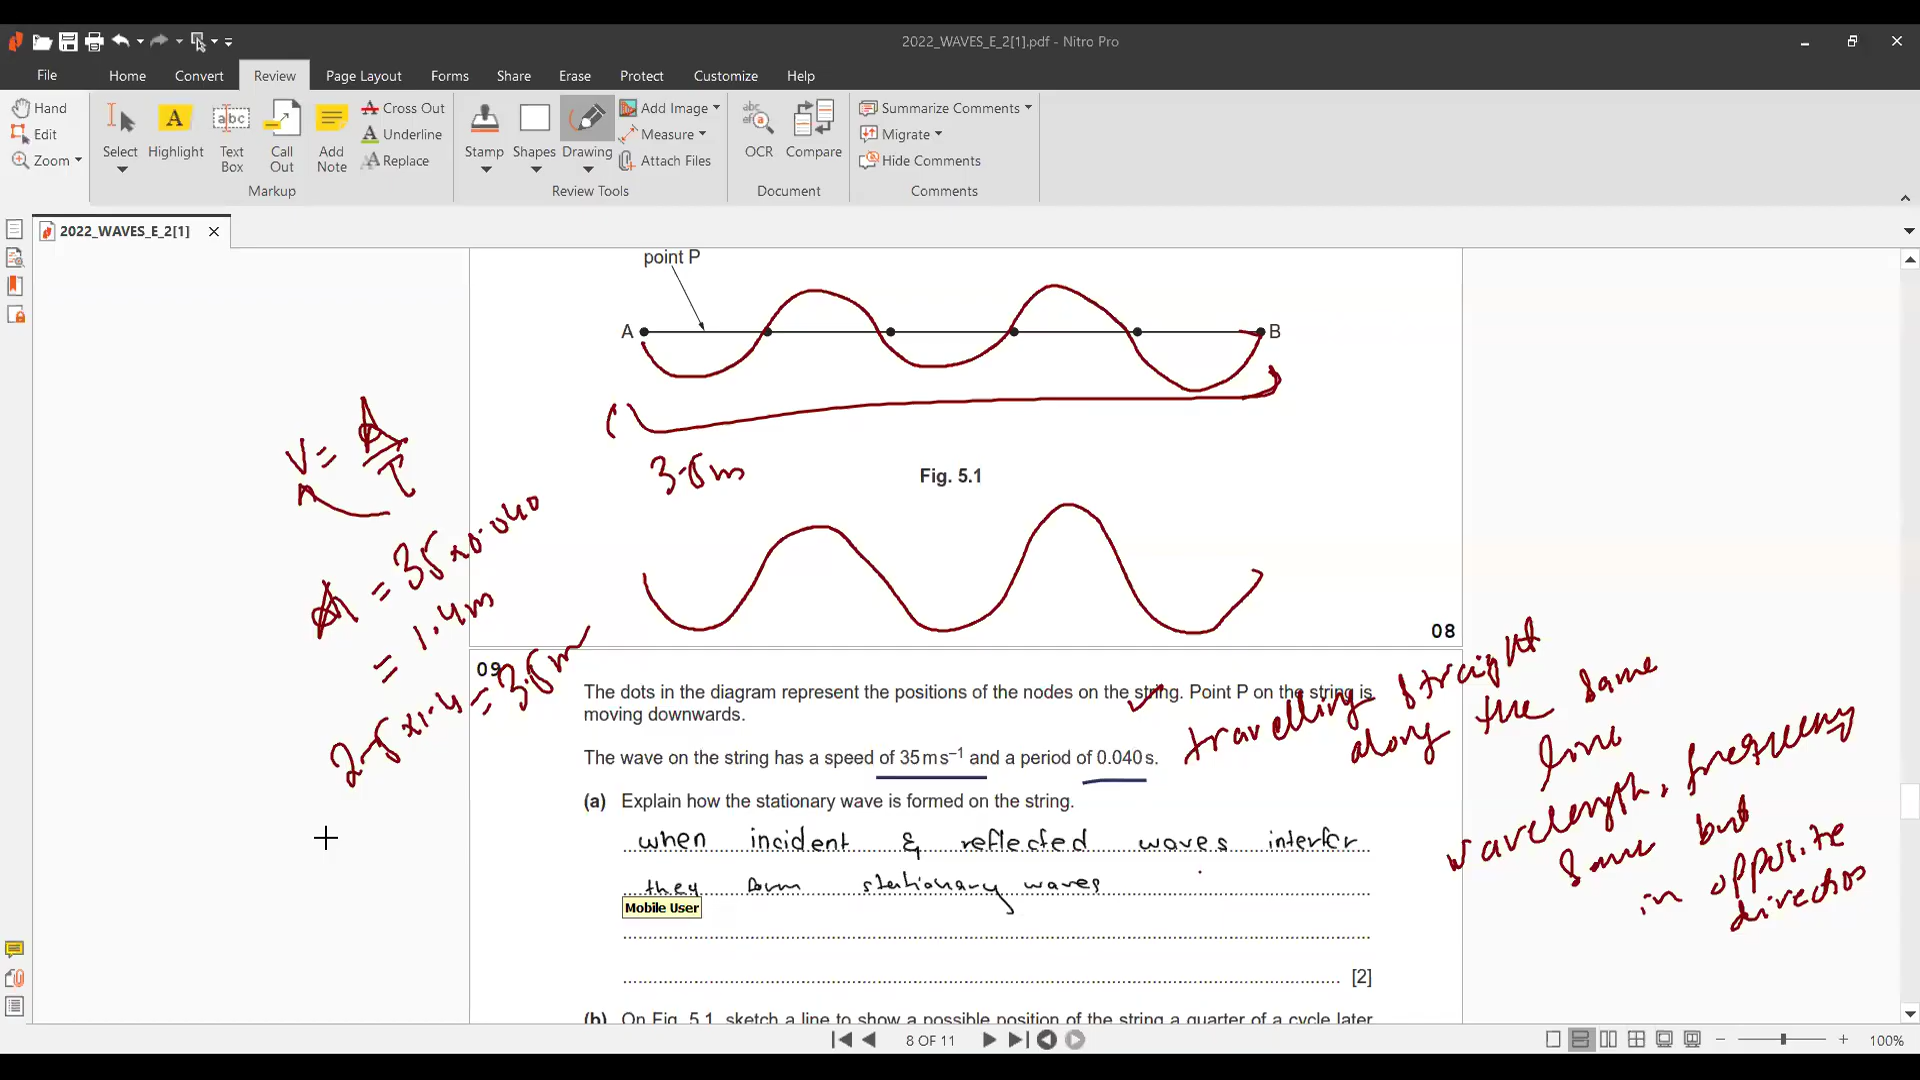 2022_WAVES_E_2[1].pdf - Nitro Pro
File Home Convert Review Page Layout Forms Share Erase Protect Customize Help
Hand
Edit
Zoom
Select
Highlight
abc
Text Box
Call Out
Add Note
Cross Out
Underline
Replace
Markup
Stamp
Shapes
Drawing
Add Image
Measure
Attach Files
Review Tools
OCR
Compare
Document
Summarize Comments
Migrate
Hide Comments
Comments
2022_WAVES_E_2[1]
point P
A B
3.5m
Fig. 5.1
V=
= 35×0.040
= 1.4m
2.5×1.4 = 3.5m
08
09
The dots in the diagram represent the positions of the nodes on the string. Point P on the string is
moving downwards.
The wave on the string has a speed of 35 m s⁻¹ and a period of 0.040 s.
(a) Explain how the stationary wave is formed on the string.
when incident & reflected waves interfer
they form stationary waves
Mobile User
[2]
travelling straight
along the same
line
wavelength, frequency
same but
in opposite
direction
(b) On Fig. 5.1, sketch a line to show a possible position of the string a quarter of a cycle later
8 OF 11
100%